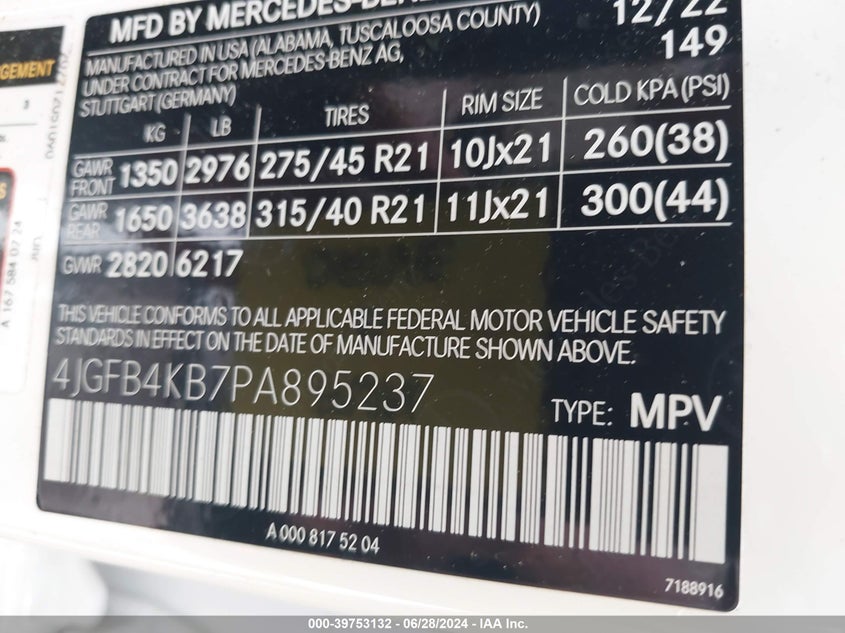 MFD BY MERCEDES-BENZ
12/22
149
MANUFACTURED IN USA (ALABAMA, TUSCALOOSA COUNTY)
UNDER CONTRACT FOR MERCEDES-BENZ AG,
STUTTGART (GERMANY)
KG LB TIRES RIM SIZE COLD KPA (PSI)
GAWR FRONT 1350 2976 275/45 R21 10Jx21 260(38)
GAWR REAR 1650 3638 315/40 R21 11Jx21 300(44)
GVWR 2820 6217
THIS VEHICLE CONFORMS TO ALL APPLICABLE FEDERAL MOTOR VEHICLE SAFETY
STANDARDS IN EFFECT ON THE DATE OF MANUFACTURE SHOWN ABOVE.
4JGFB4KB7PA895237
TYPE: MPV
A 000 817 52 04
7188916
A 167 584 02 24
000-39753132 - 06/28/2024 - IAA Inc.